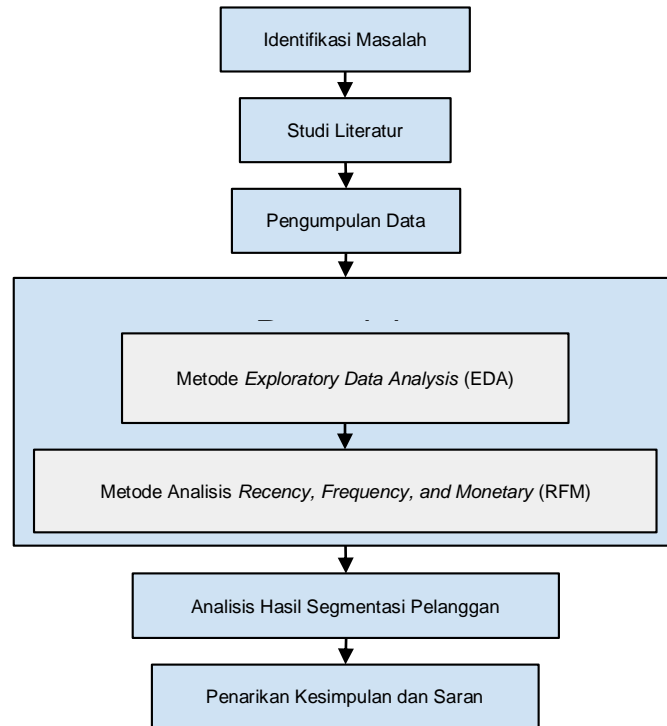 Identifikasi Masalah
Studi Literatur
Pengumpulan Data
Metode Exploratory Data Analysis (EDA)
Metode Analisis Recency, Frequency, and Monetary (RFM)
Analisis Hasil Segmentasi Pelanggan
Penarikan Kesimpulan dan Saran